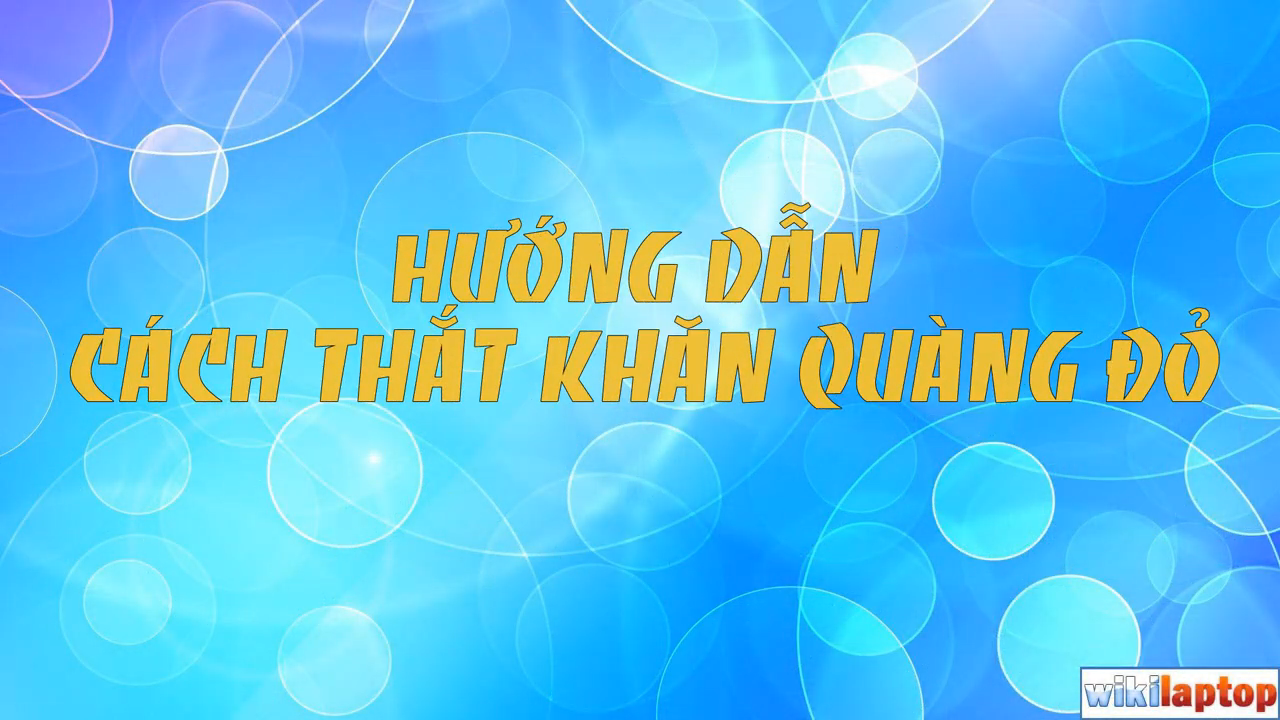 HƯỚNG DẪN
CÁCH THẮT KHĂN QUÀNG ĐỎ
wikilaptop